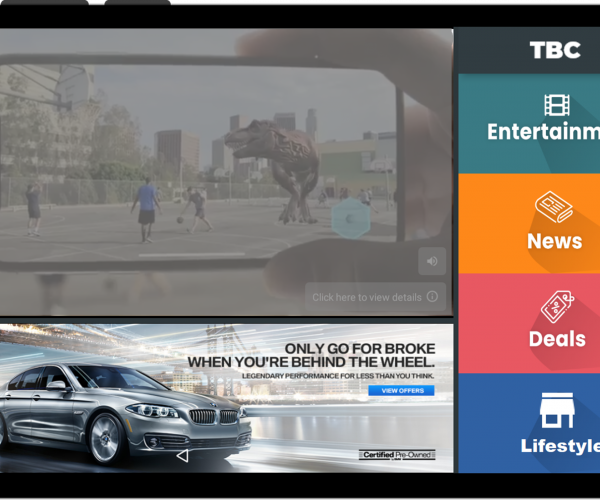 TBC
Entertainm
News
Deals
Lifestyle
Click here to view details
ONLY GO FOR BROKE
WHEN YOU'RE BEHIND THE WHEEL.
LEGENDARY PERFORMANCE FOR LESS THAN YOU THINK.
VIEW OFFERS
Certified Pre-Owned